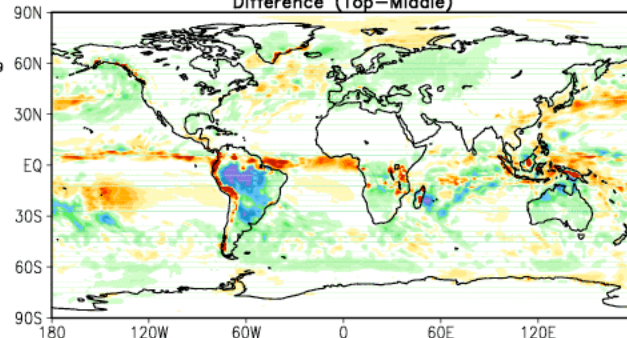 Difference (Top-Middle)
90N
60N
30N
EQ
30S
60S
90S
180 120W 60W 0 60E 120E